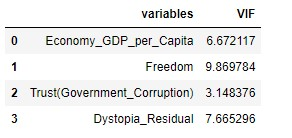 variables VIF
0 Economy_GDP_per_Capita 6.672117
1 Freedom 9.869784
2 Trust(Government_Corruption) 3.148376
3 Dystopia_Residual 7.665296